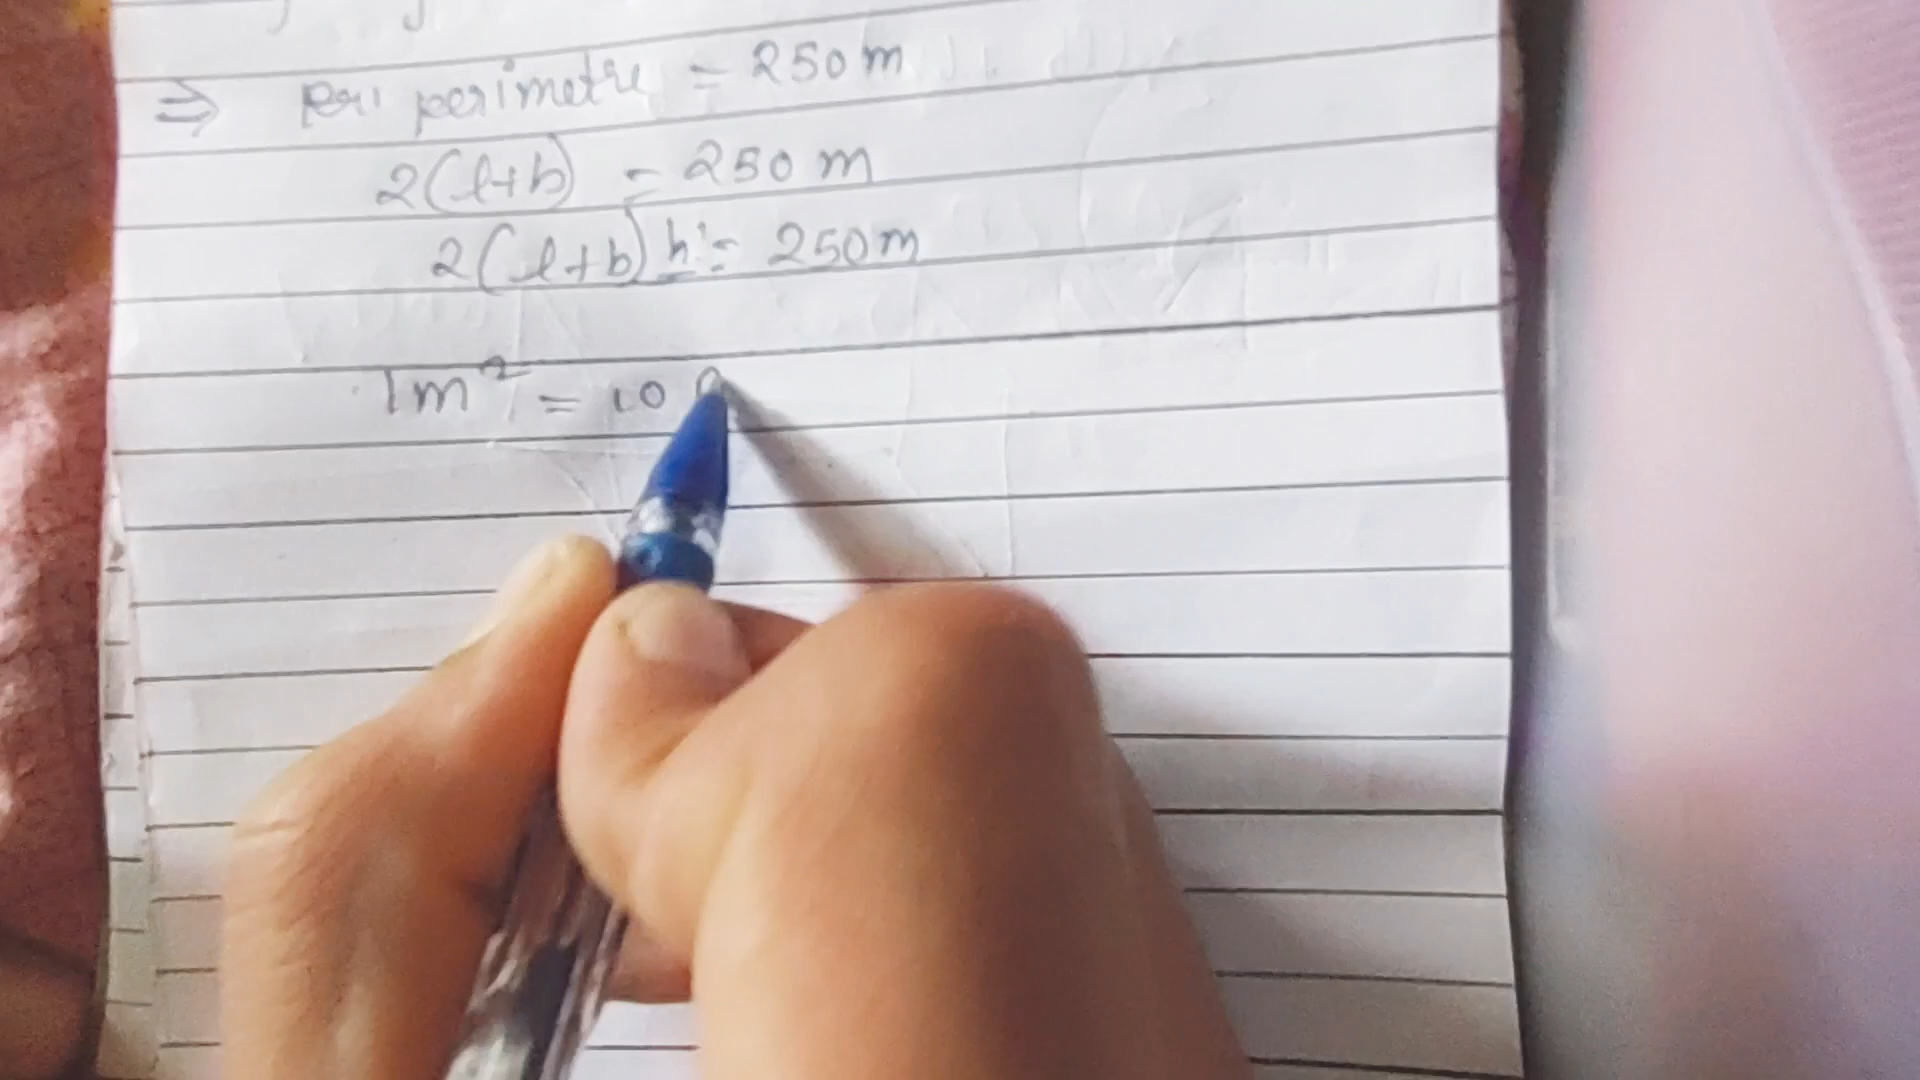 ⇒ peri perimetre = 250 m
2(l+b) = 250 m
2(l+b) h = 250 m
1m² = 10